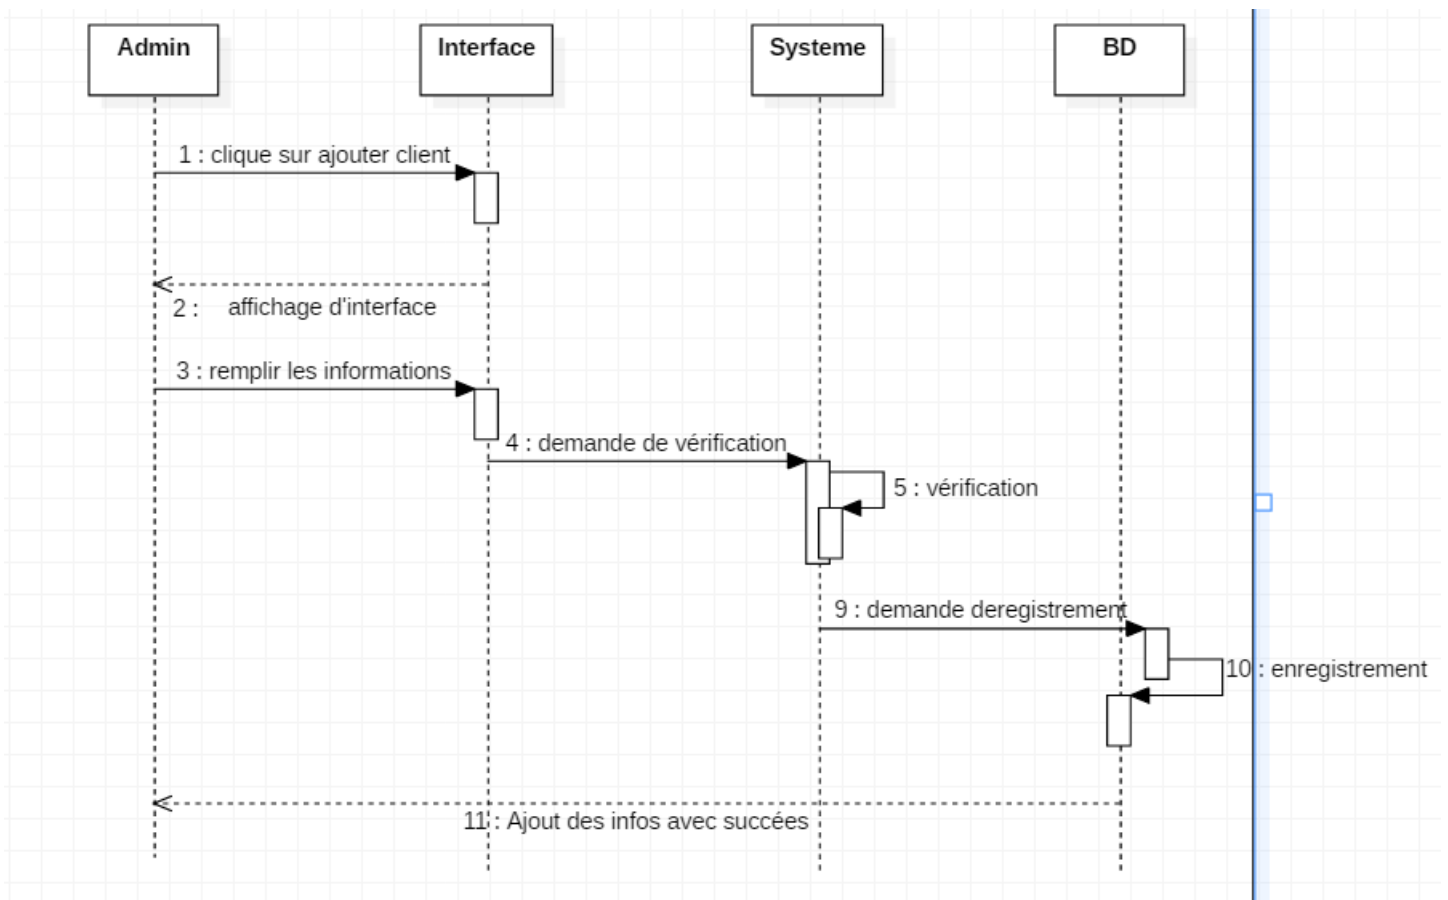 Admin
Interface
Systeme
BD
1 : clique sur ajouter client
2 : affichage d'interface
3 : remplir les informations
4 : demande de vérification
5 : vérification
9 : demande deregistrement
10 : enregistrement
11 : Ajout des infos avec succées